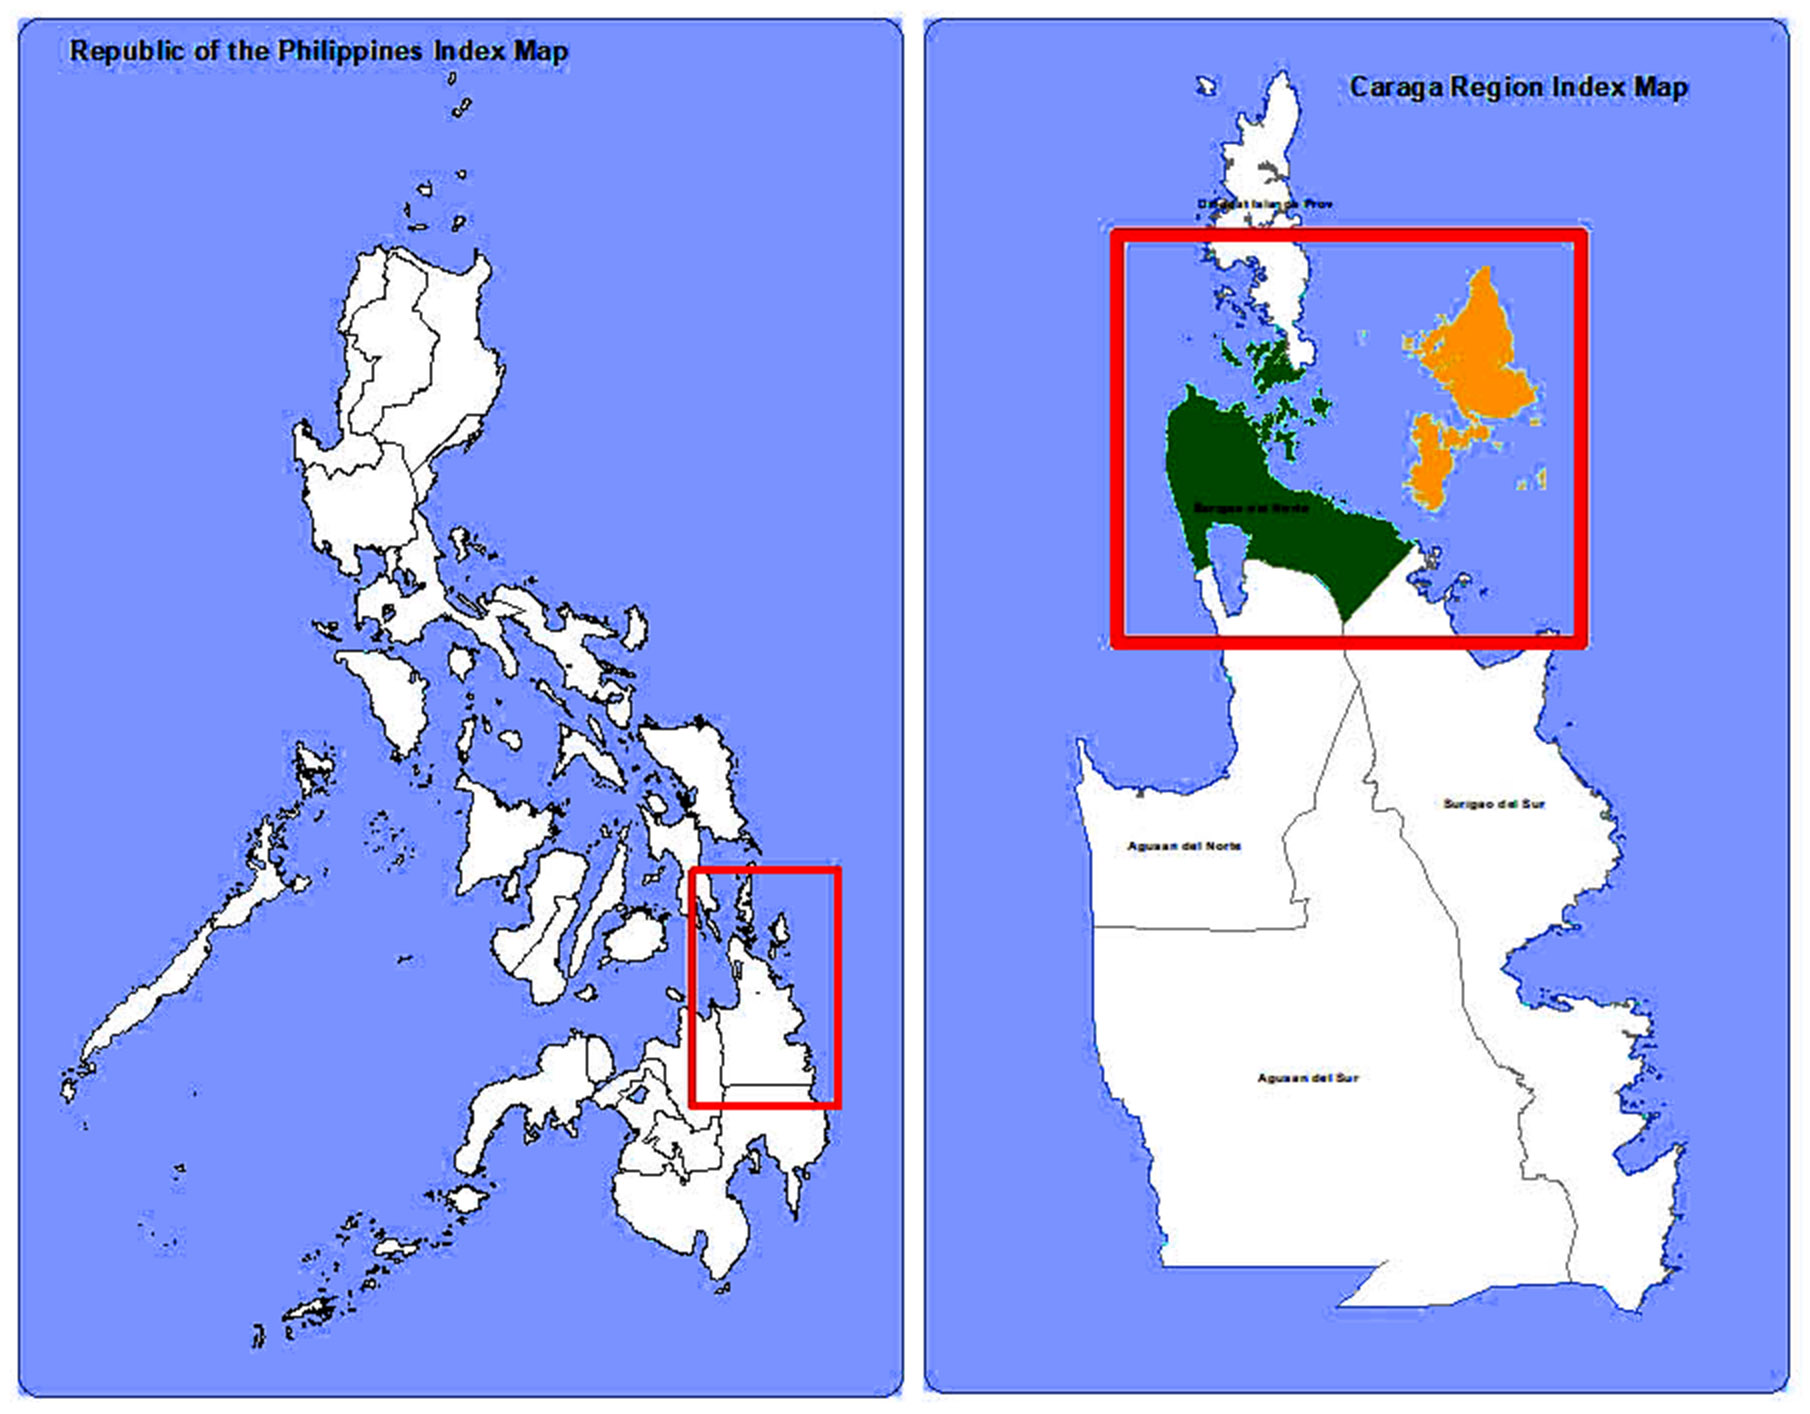 Republic of the Philippines Index Map
Caraga Region Index Map
Islands Prov
Surigao del Norte
Surigao del Sur
Agusan del Norte
Agusan del Sur